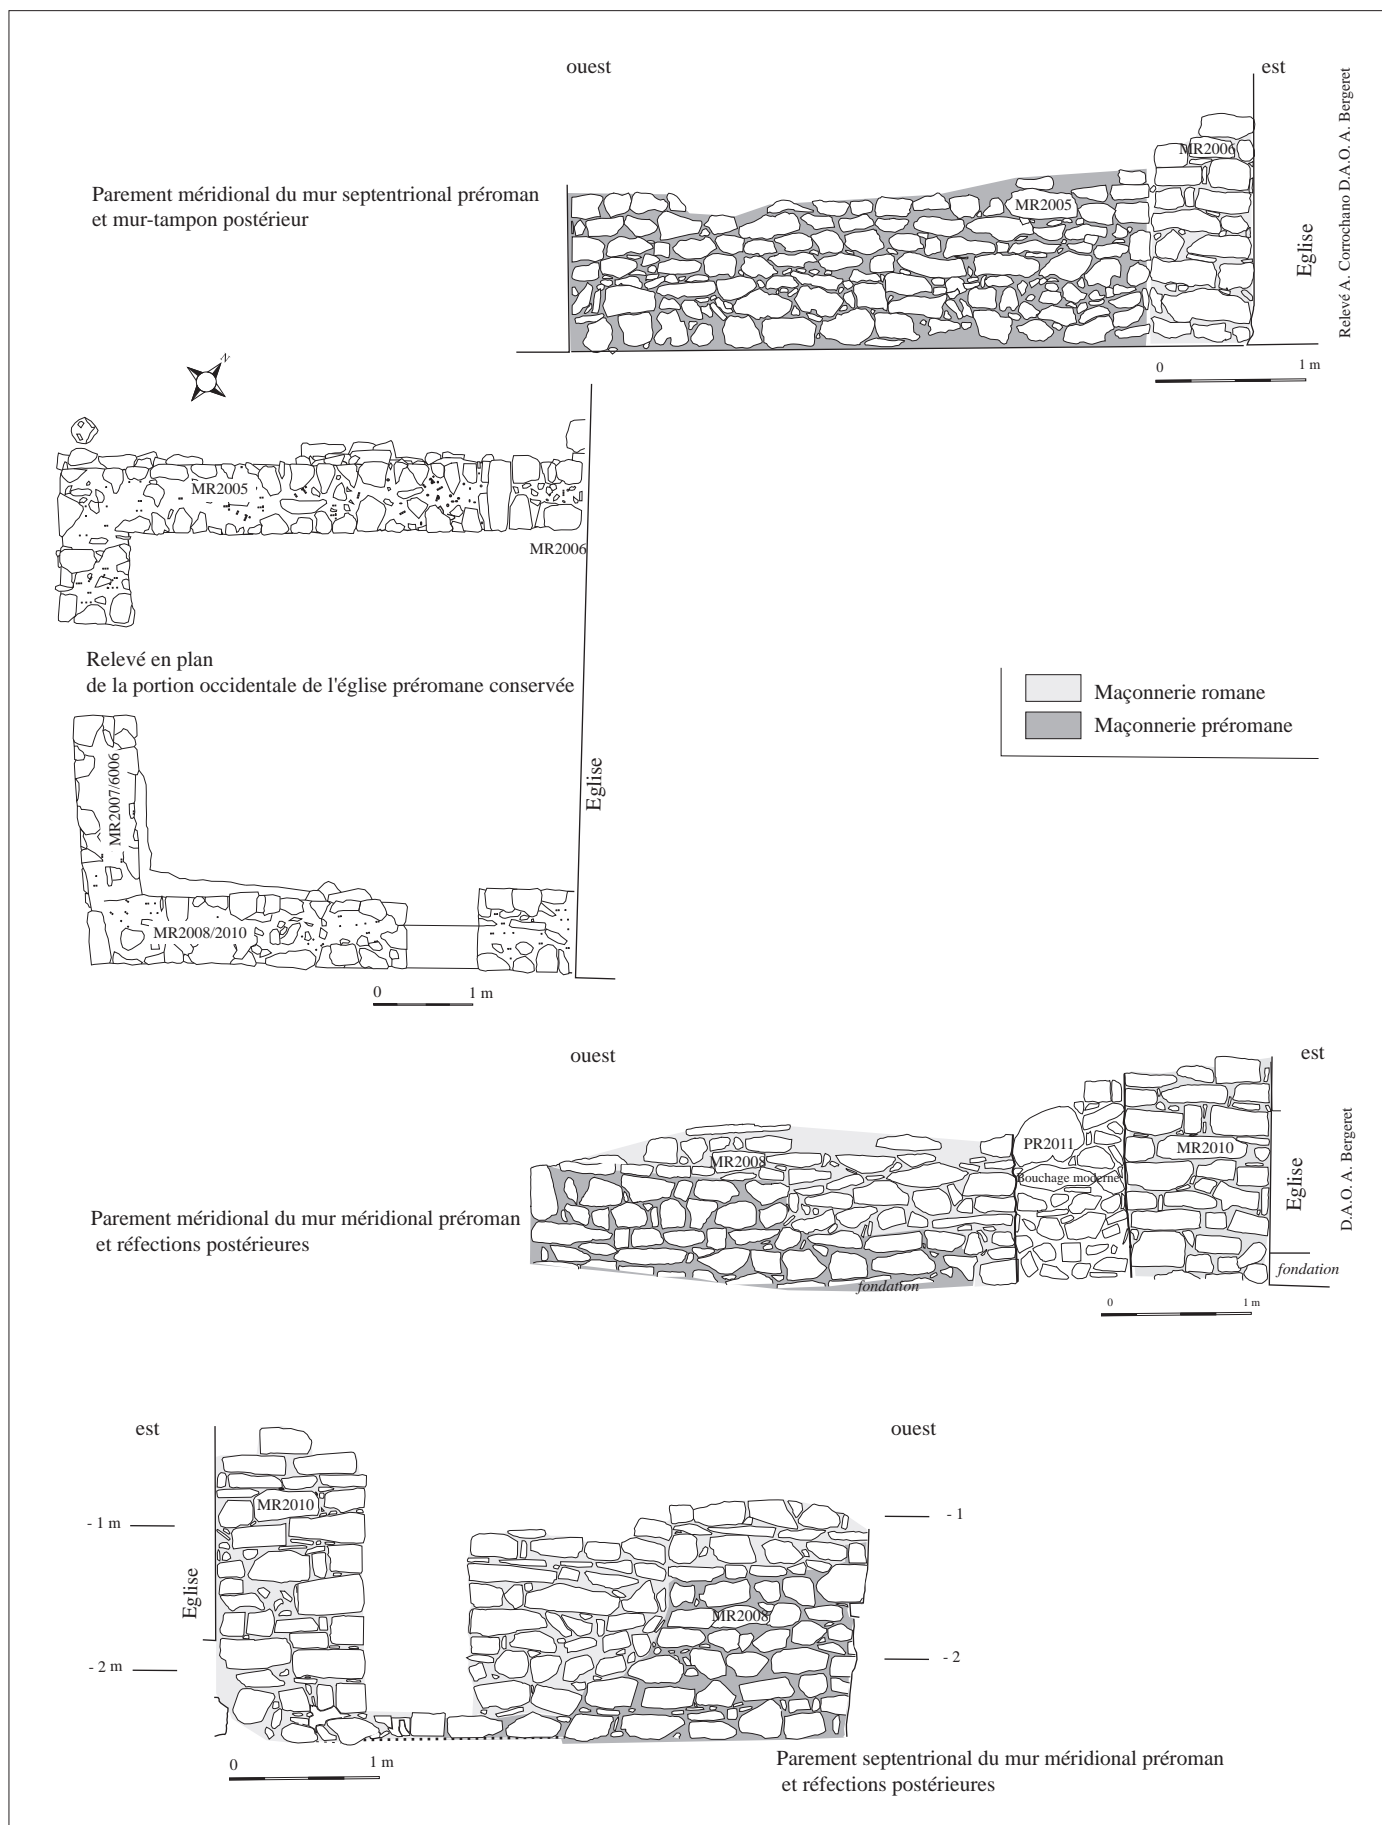 ouest
est
Relevé A. Corrochano D.A.O. A. Bergeret
MR2006
Parement méridional du mur septentrional préroman
et mur-tampon postérieur
MR2005
Eglise
0 1 m
N
MR2005
MR2006
Relevé en plan
de la portion occidentale de l'église préromane conservée
Maçonnerie romane
Maçonnerie préromane
MR2007/6006
Eglise
MR2008/2010
0 1 m
ouest
est
D.A.O. A. Bergeret
PR2011
MR2010
MR2008
Bouchage moderne
Eglise
Parement méridional du mur méridional préroman
et réfections postérieures
fondation
fondation
0 1 m
est
ouest
MR2010
- 1 m
- 1
Eglise
MR2008
- 2 m
- 2
0 1 m
Parement septentrional du mur méridional préroman
et réfections postérieures